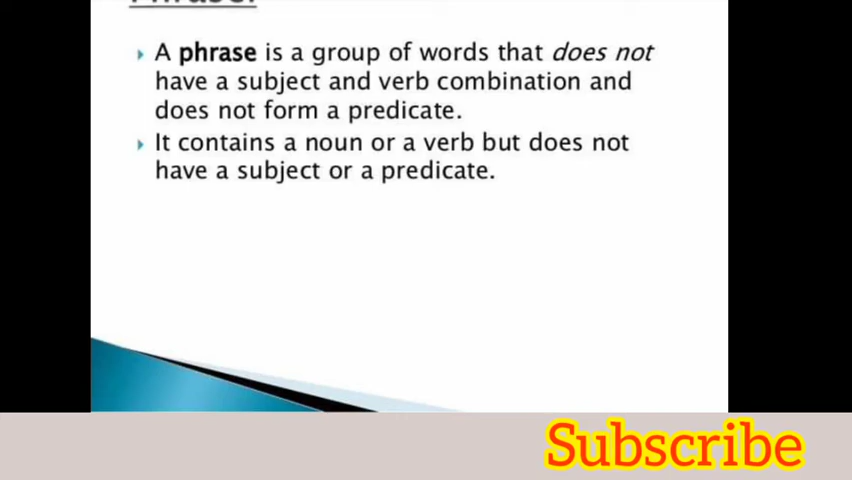 Phrase:
A phrase is a group of words that does not
have a subject and verb combination and
does not form a predicate.
It contains a noun or a verb but does not
have a subject or a predicate.
Subscribe